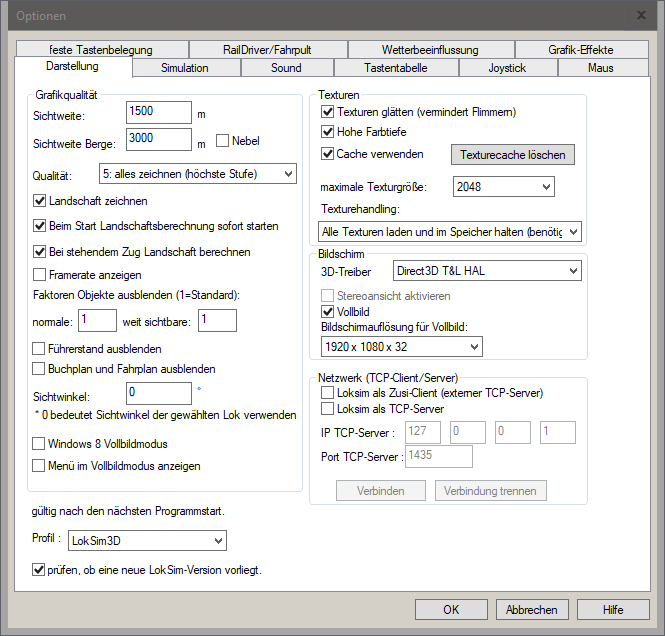 Optionen
feste Tastenbelegung RailDriver/Fahrpult Wetterbeeinflussung Grafik-Effekte
Darstellung Simulation Sound Tastentabelle Joystick Maus
Grafikqualität
Sichtweite: 1500 m
Sichtweite Berge: 3000 m Nebel
Qualität: 5: alles zeichnen (höchste Stufe)
Landschaft zeichnen
Beim Start Landschaftsberechnung sofort starten
Bei stehendem Zug Landschaft berechnen
Framerate anzeigen
Faktoren Objekte ausblenden (1=Standard):
normale: 1 weit sichtbare: 1
Führerstand ausblenden
Buchplan und Fahrplan ausblenden
Sichtwinkel: 0 °
* 0 bedeutet Sichtwinkel der gewählten Lok verwenden
Windows 8 Vollbildmodus
Menü im Vollbildmodus anzeigen
gültig nach den nächsten Programmstart.
Profil : LokSim3D
prüfen, ob eine neue LokSim-Version vorliegt.
Texturen
Texturen glätten (vermindert Flimmern)
Hohe Farbtiefe
Cache verwenden Texturecache löschen
maximale Texturgröße: 2048
Texturehandling:
Alle Texturen laden und im Speicher halten (benötig
Bildschirm
3D-Treiber Direct3D T&L HAL
Stereoansicht aktivieren
Vollbild
Bildschirmauflösung für Vollbild:
1920 x 1080 x 32
Netzwerk (TCP-Client/Server)
Loksim als Zusi-Client (externer TCP-Server)
Loksim als TCP-Server
IP TCP-Server : 127 0 0 1
Port TCP-Server : 1435
Verbinden Verbindung trennen
OK Abbrechen Hilfe